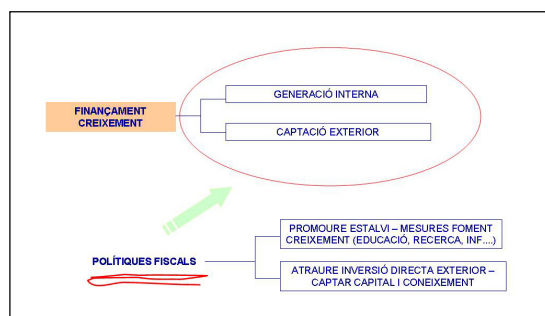 GENERACIÓ INTERNA
FINANÇAMENT
CREIXEMENT
CAPTACIÓ EXTERIOR
PROMOURE ESTALVI – MESURES FOMENT
CREIXEMENT (EDUCACIÓ, RECERCA, INF....)
POLÍTIQUES FISCALS
ATRAURE INVERSIÓ DIRECTA EXTERIOR –
CAPTAR CAPITAL I CONEIXEMENT